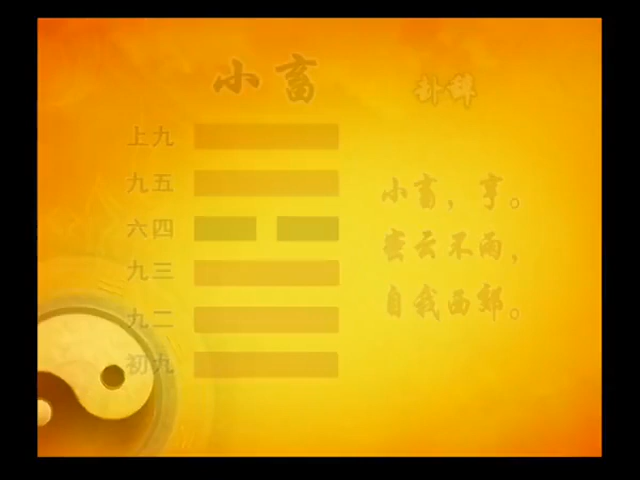 小畜
卦辞
上九
九五
六四
九三
九二
初九
小畜，亨。
密云不雨，
自我西郊。